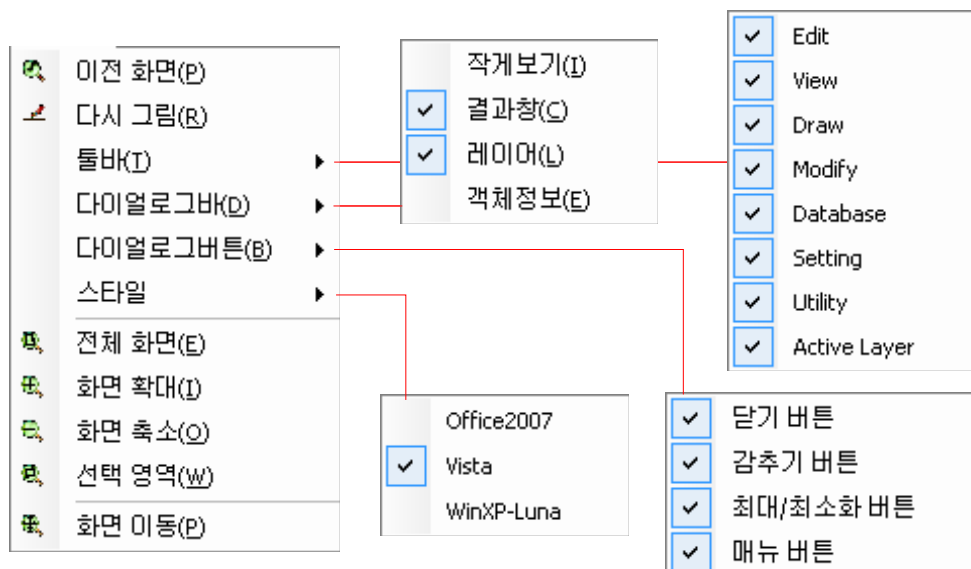 이전 화면(P)
다시 그림(R)
툴바(T)
다이얼로그바(D)
다이얼로그버튼(B)
스타일
전체 화면(E)
화면 확대(I)
화면 축소(O)
선택 영역(W)
화면 이동(P)
작게보기(I)
결과창(C)
레이어(L)
객체정보(E)
Edit
View
Draw
Modify
Database
Setting
Utility
Active Layer
Office2007
Vista
WinXP-Luna
닫기 버튼
감추기 버튼
최대/최소화 버튼
매뉴 버튼